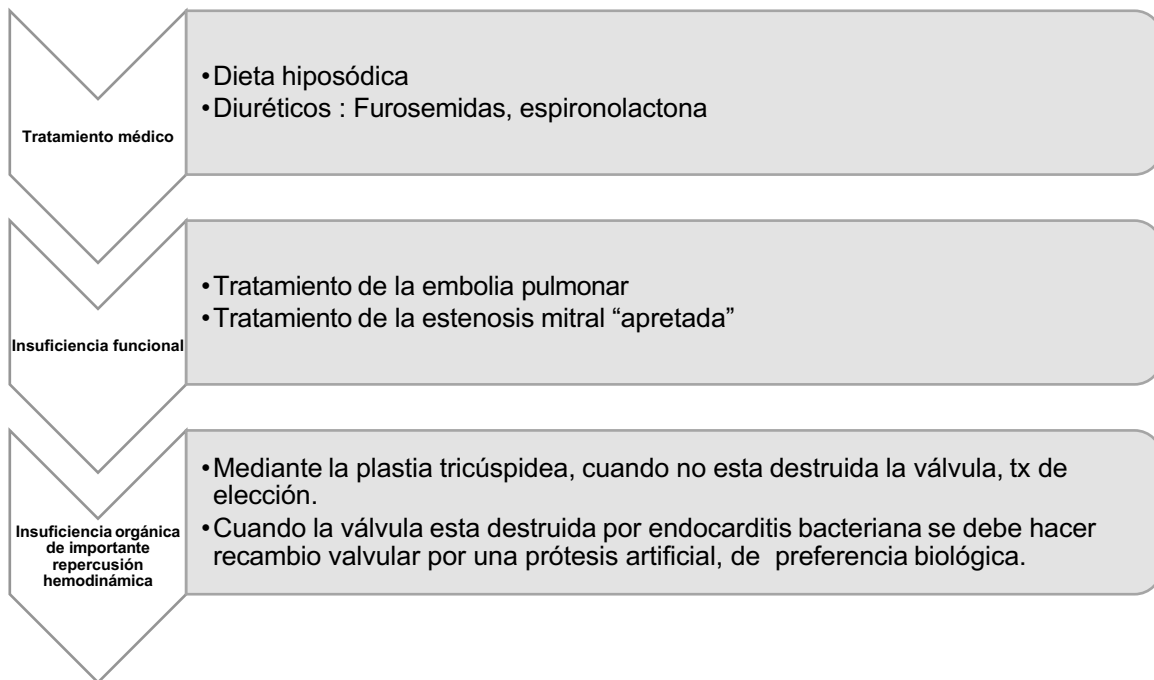 •Dieta hiposódica
•Diuréticos : Furosemidas, espironolactona
Tratamiento médico
•Tratamiento de la embolia pulmonar
•Tratamiento de la estenosis mitral “apretada”
Insuficiencia funcional
•Mediante la plastia tricúspidea, cuando no esta destruida la válvula, tx de
elección.
•Cuando la válvula esta destruida por endocarditis bacteriana se debe hacer
recambio valvular por una prótesis artificial, de preferencia biológica.
Insuficiencia orgánica
de importante
repercusión
hemodinámica